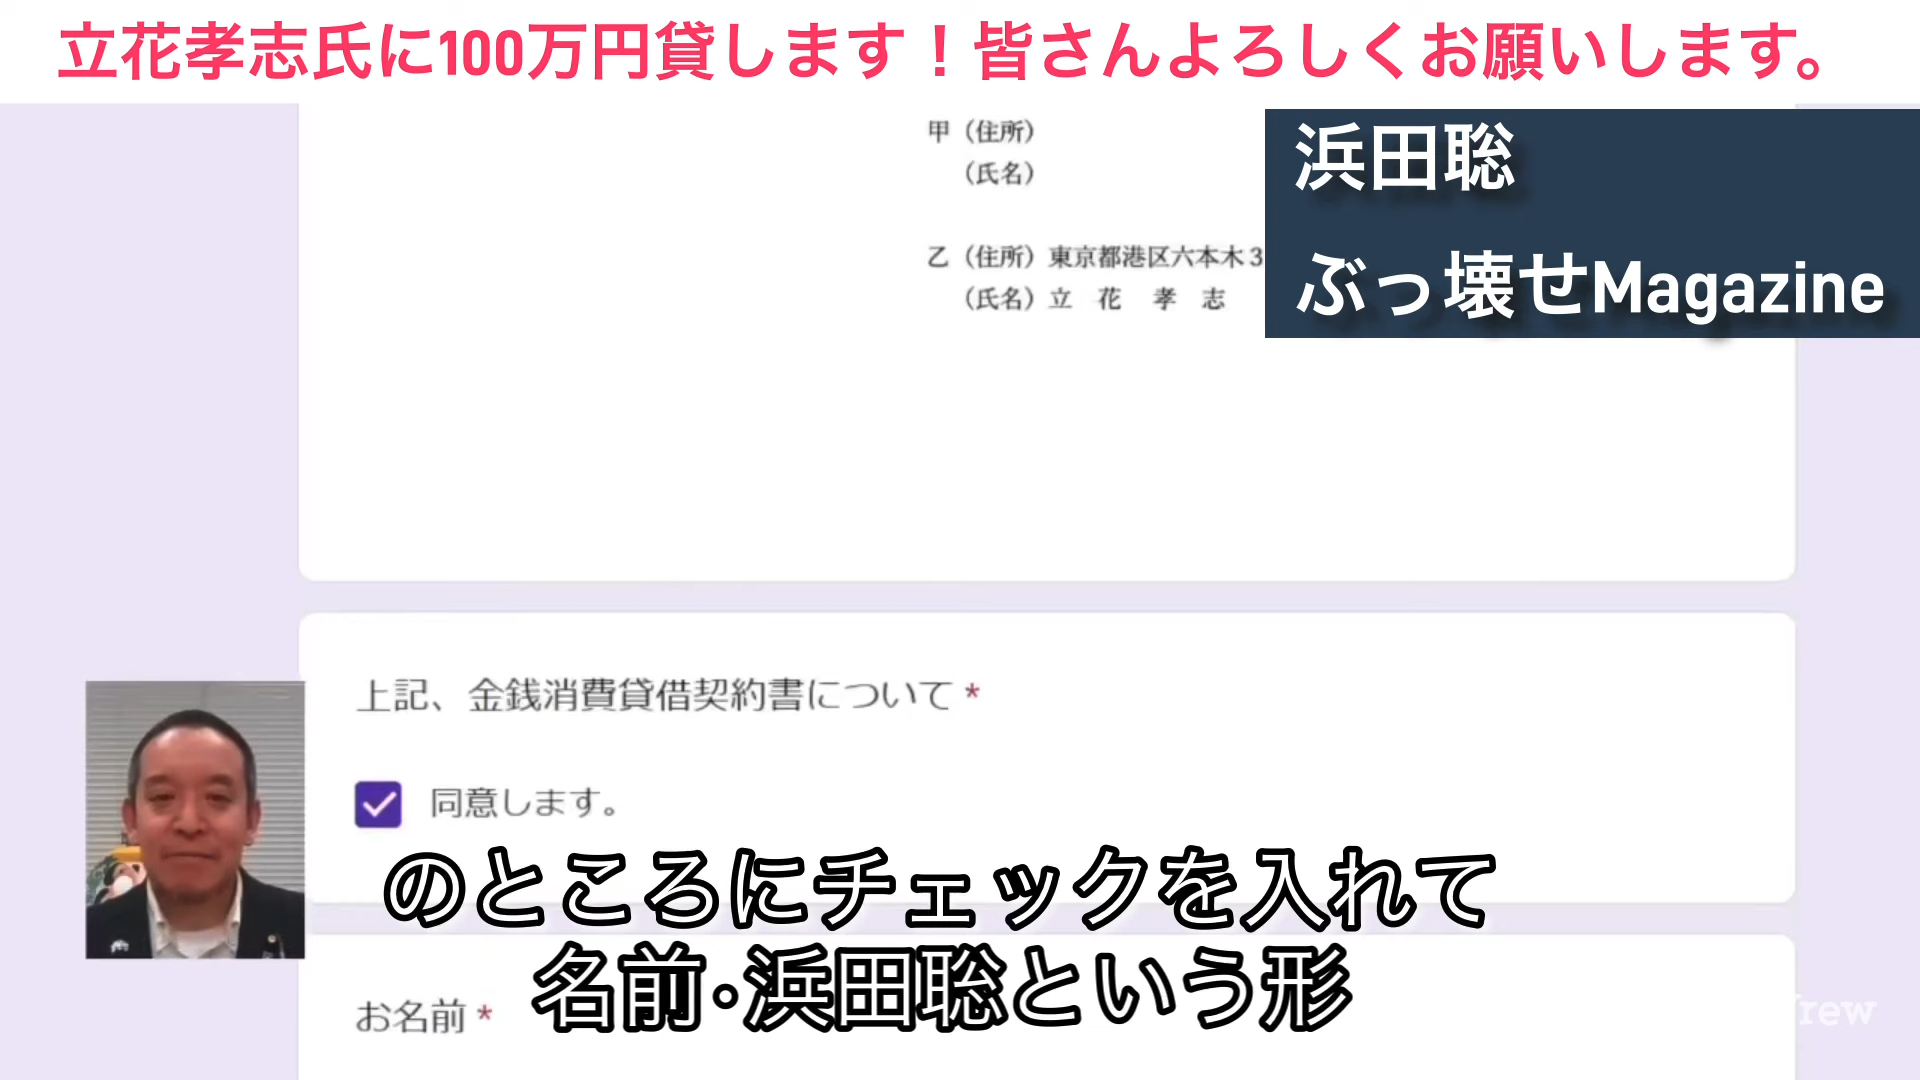 立花孝志氏に100万円貸します！皆さんよろしくお願いします。
浜田聡
ぶっ壊せMagazine
甲（住所）
（氏名）
乙（住所）東京都港区六本木3
（氏名）立 花 孝 志
上記、金銭消費貸借契約書について *
同意します。
のところにチェックを入れて
名前・浜田聡という形
お名前 *
rew